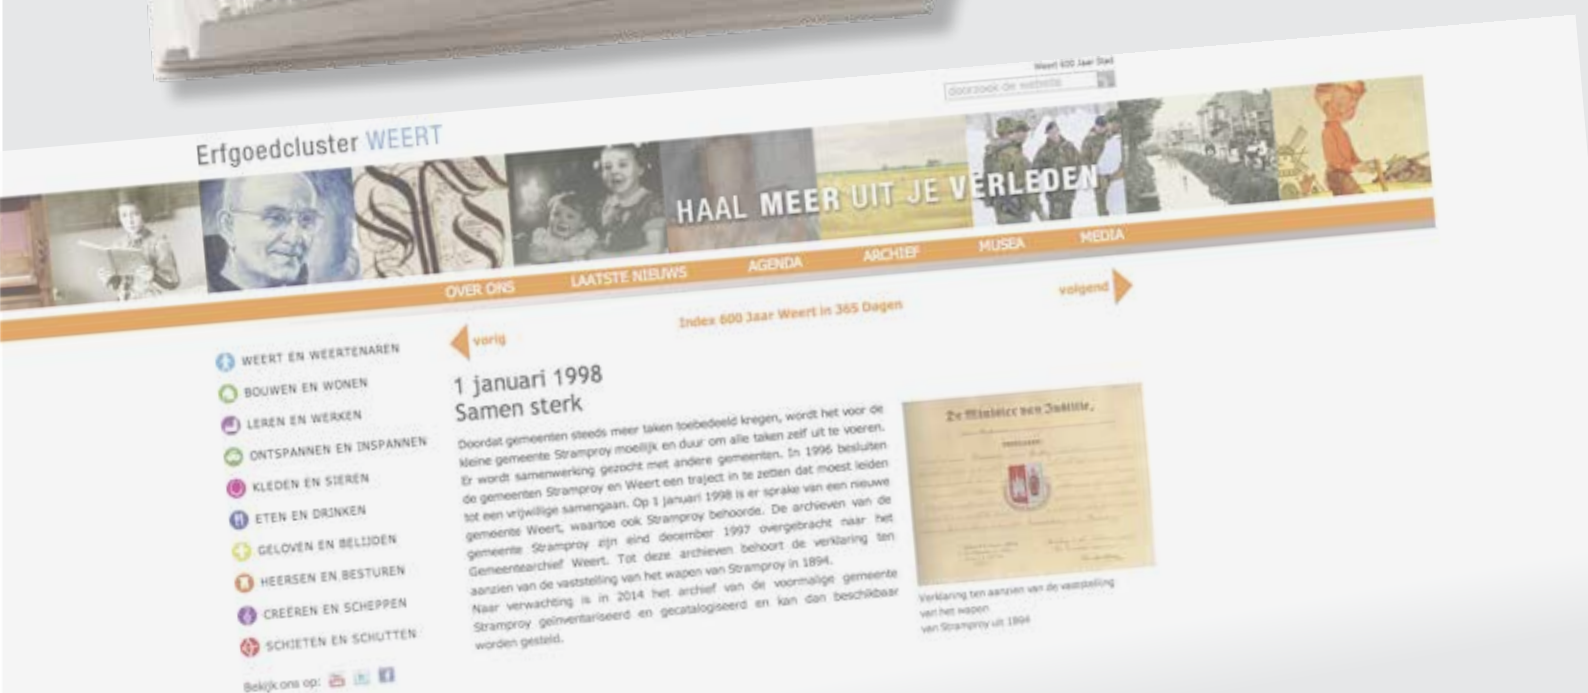 Weert 600 Jaar Stad
doorzoek de website
Erfgoedcluster WEERT
HAAL MEER UIT JE VERLEDEN
OVER ONS LAATSTE NIEUWS AGENDA ARCHIEF MUSEA MEDIA
vorig Index 600 Jaar Weert in 365 Dagen volgend
WEERT EN WEERTENAREN
BOUWEN EN WONEN
LEREN EN WERKEN
ONTSPANNEN EN INSPANNEN
KLEDEN EN SIEREN
ETEN EN DRINKEN
GELOVEN EN BELIJDEN
HEERSEN EN BESTUREN
CREËREN EN SCHEPPEN
SCHIETEN EN SCHUTTEN
Bekijk ons op:
1 januari 1998
Samen sterk
Doordat gemeenten steeds meer taken toebedeeld kregen, wordt het voor de
kleine gemeente Stramproy moeilijk en duur om alle taken zelf uit te voeren.
Er wordt samenwerking gezocht met andere gemeenten. In 1996 besluiten
de gemeenten Stramproy en Weert een traject in te zetten dat moest leiden
tot een vrijwillige samengaan. Op 1 januari 1998 is er sprake van een nieuwe
gemeente Weert, waartoe ook Stramproy behoorde. De archieven van de
gemeente Stramproy zijn eind december 1997 overgebracht naar het
Gemeentearchief Weert. Tot deze archieven behoort de verklaring ten
aanzien van de vaststelling van het wapen van Stramproy in 1894.
Naar verwachting is in 2014 het archief van de voormalige gemeente
Stramproy geïnventariseerd en gecatalogiseerd en kan dan beschikbaar
worden gesteld.
De Minister van Justitie,
Verklaring ten aanzien van de vaststelling
van het wapen
van Stramproy uit 1894